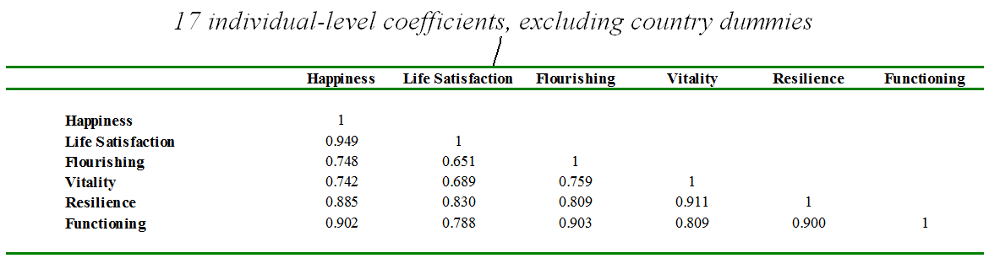 17 individual-level coefficients, excluding country dummies
Happiness Life Satisfaction Flourishing Vitality Resilience Functioning
Happiness 1
Life Satisfaction 0.949 1
Flourishing 0.748 0.651 1
Vitality 0.742 0.689 0.759 1
Resilience 0.885 0.830 0.809 0.911 1
Functioning 0.902 0.788 0.903 0.809 0.900 1